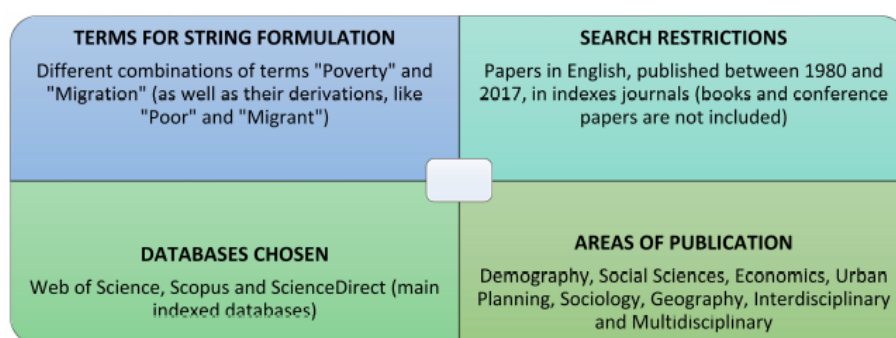 TERMS FOR STRING FORMULATION
Different combinations of terms "Poverty" and
"Migration" (as well as their derivations, like
"Poor" and "Migrant")
SEARCH RESTRICTIONS
Papers in English, published between 1980 and
2017, in indexes journals (books and conference
papers are not included)
DATABASES CHOSEN
Web of Science, Scopus and ScienceDirect (main
indexed databases)
AREAS OF PUBLICATION
Demography, Social Sciences, Economics, Urban
Planning, Sociology, Geography, Interdisciplinary
and Multidisciplinary